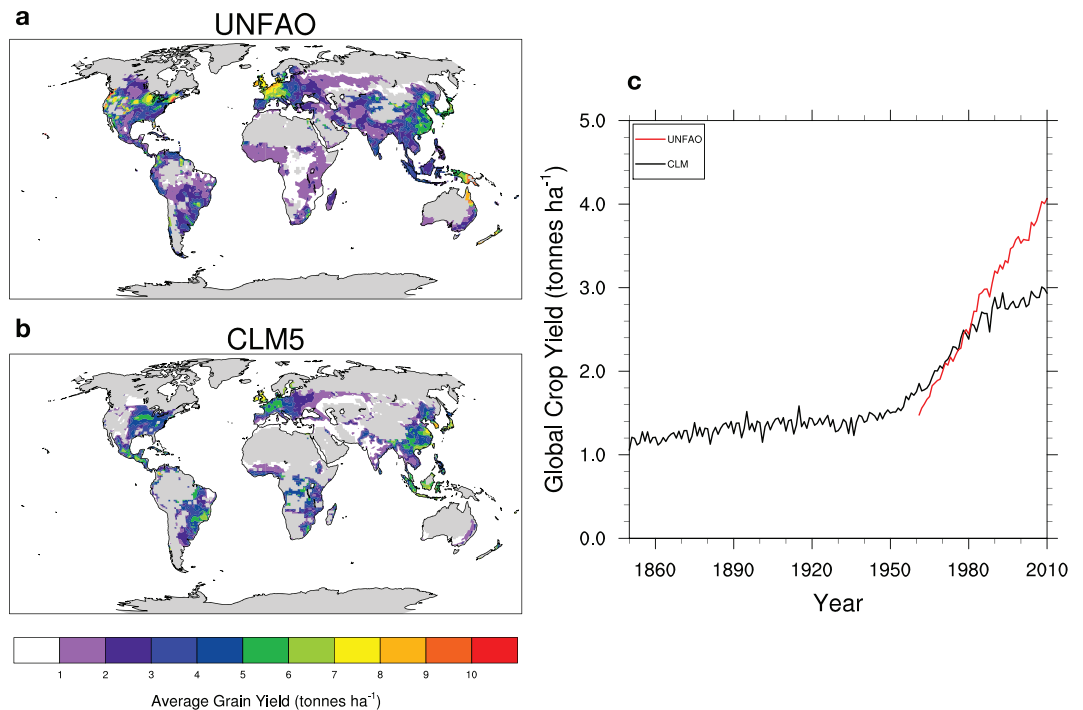 a
UNFAO
b
CLM5
1 2 3 4 5 6 7 8 9 10
Average Grain Yield (tonnes ha⁻¹)
c
UNFAO
CLM
Global Crop Yield (tonnes ha⁻¹)
5.0
4.0
3.0
2.0
1.0
0.0
1860 1890 1920 1950 1980 2010
Year